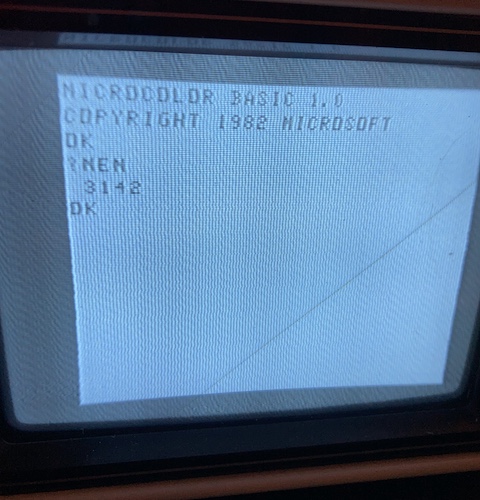 MICROCOLOR BASIC 1.0
COPYRIGHT 1982 MICROSOFT
OK
?MEM
3142
OK